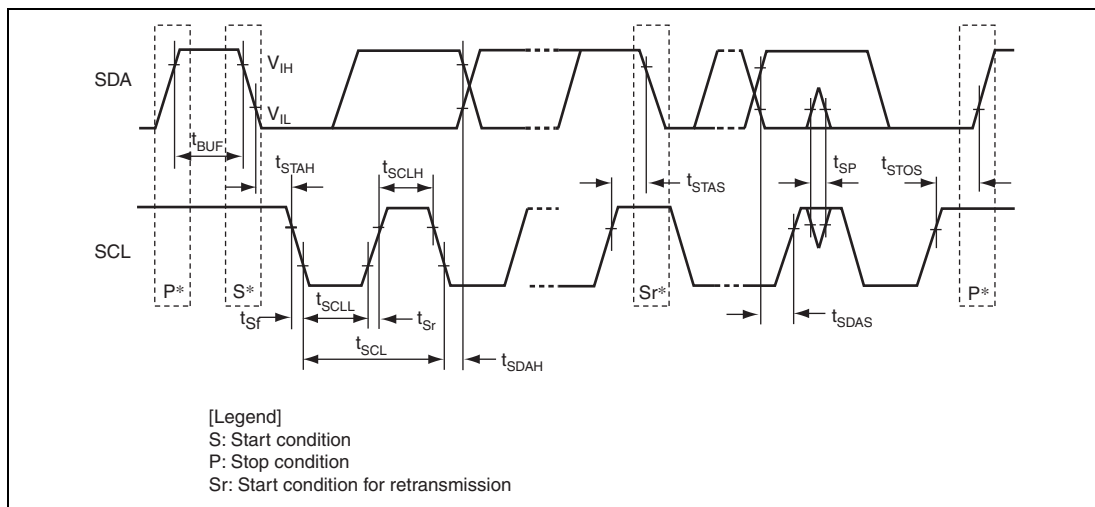 SDA
V_IH
V_IL
t_BUF
t_STAH
t_SCLH
t_STAS
t_SP
t_STOS
SCL
P*
S*
Sr*
P*
t_Sf
t_SCLL
t_Sr
t_SCL
t_SDAH
t_SDAS
[Legend]
S: Start condition
P: Stop condition
Sr: Start condition for retransmission